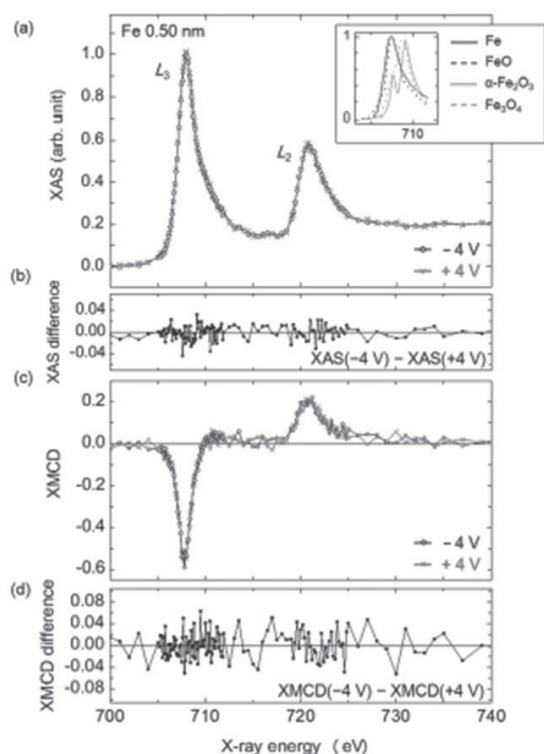 (a)
Fe 0.50 nm
L3
L2
XAS (arb. unit)
1.0
0.8
0.6
0.4
0.2
0.0
1
0
710
Fe
FeO
α-Fe2O3
Fe3O4
− 4 V
+ 4 V
(b)
XAS difference
0.04
0.00
-0.04
XAS(−4 V) − XAS(+4 V)
(c)
XMCD
0.2
0.0
-0.2
-0.4
-0.6
− 4 V
+ 4 V
(d)
XMCD difference
0.08
0.04
0.00
-0.04
-0.08
XMCD(−4 V) − XMCD(+4 V)
700 710 720 730 740
X-ray energy (eV)